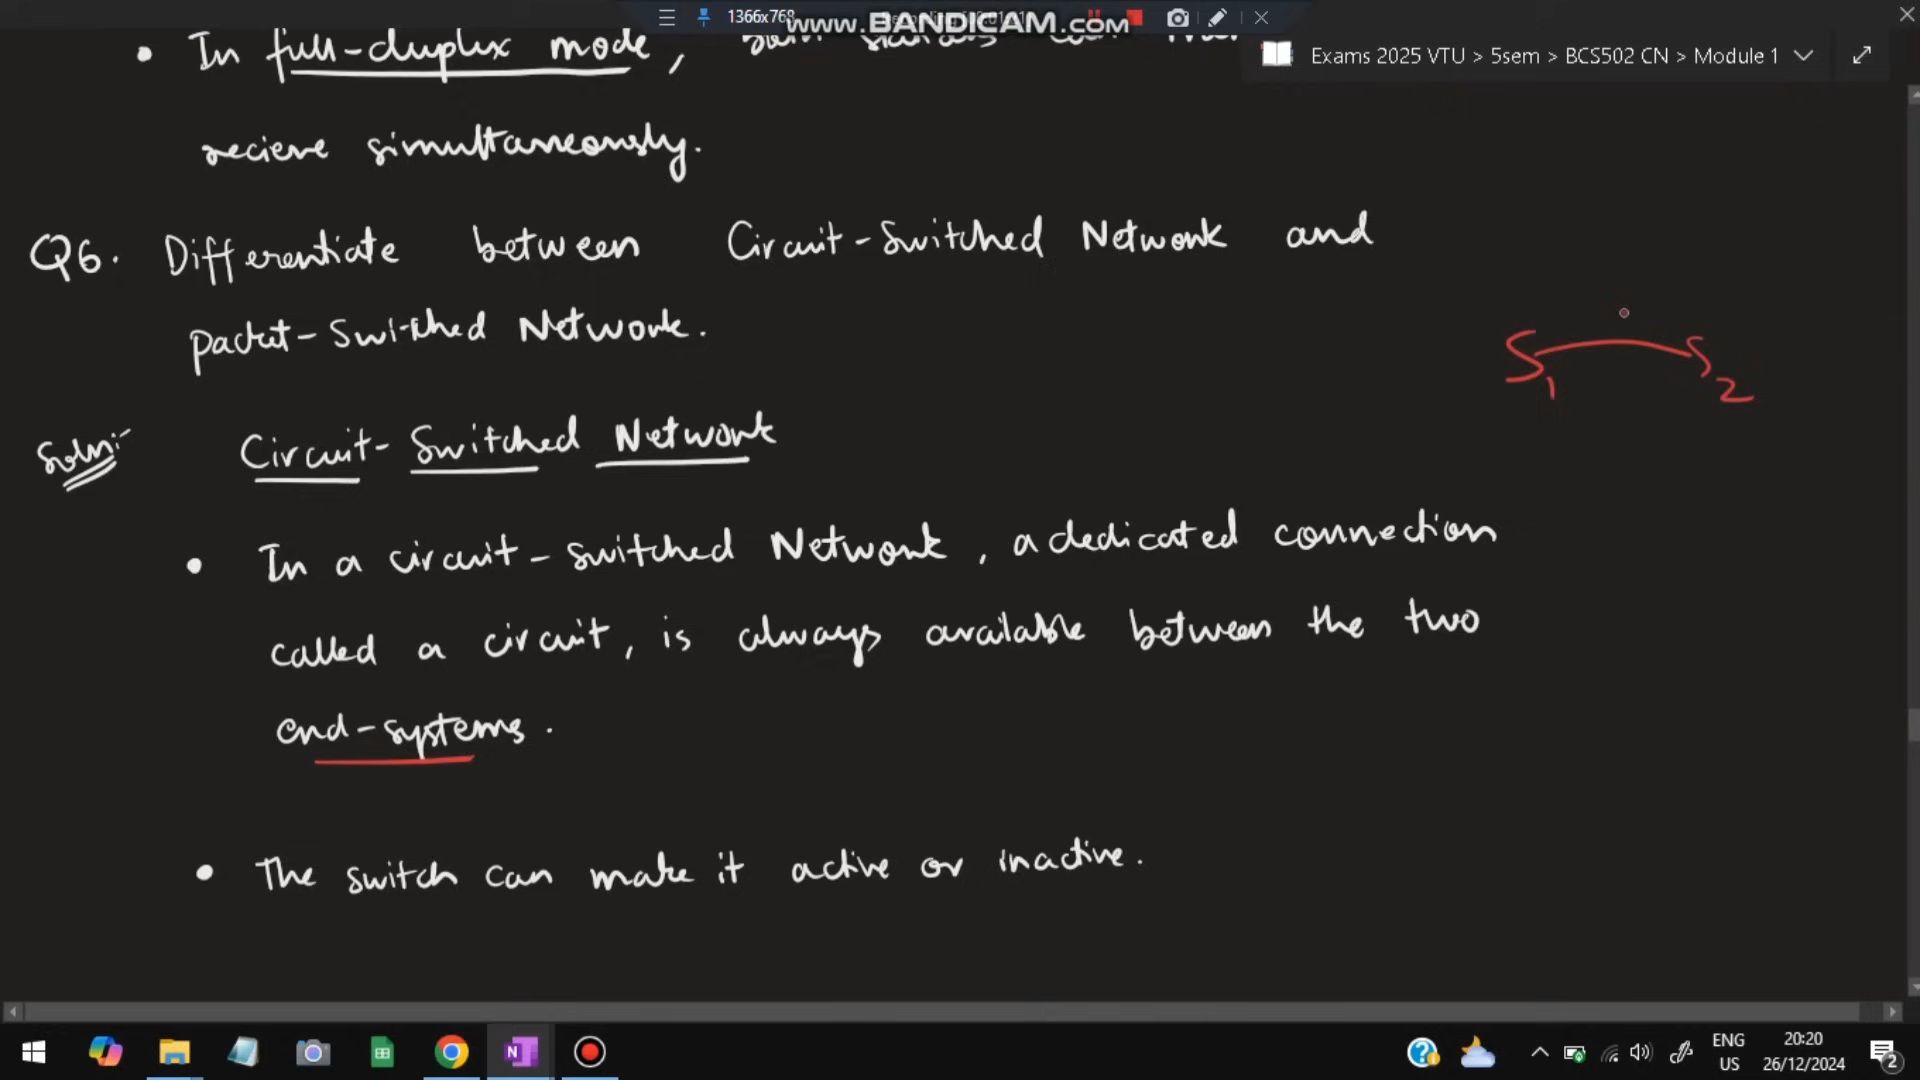 1366x768
www.BANDICAM.com
Exams 2025 VTU > 5sem > BCS502 CN > Module 1
• In full-duplex mode, can
recieve simultaneously.
Q6. Differentiate between Circuit-Switched Network and
packet-Switched Network.
Soln:-
Circuit-Switched Network
S1 S2
• In a circuit-switched Network, a dedicated connection
called a circuit, is always available between the two
end-systems.
• The switch can make it active or inactive.
ENG
US
20:20
26/12/2024
2